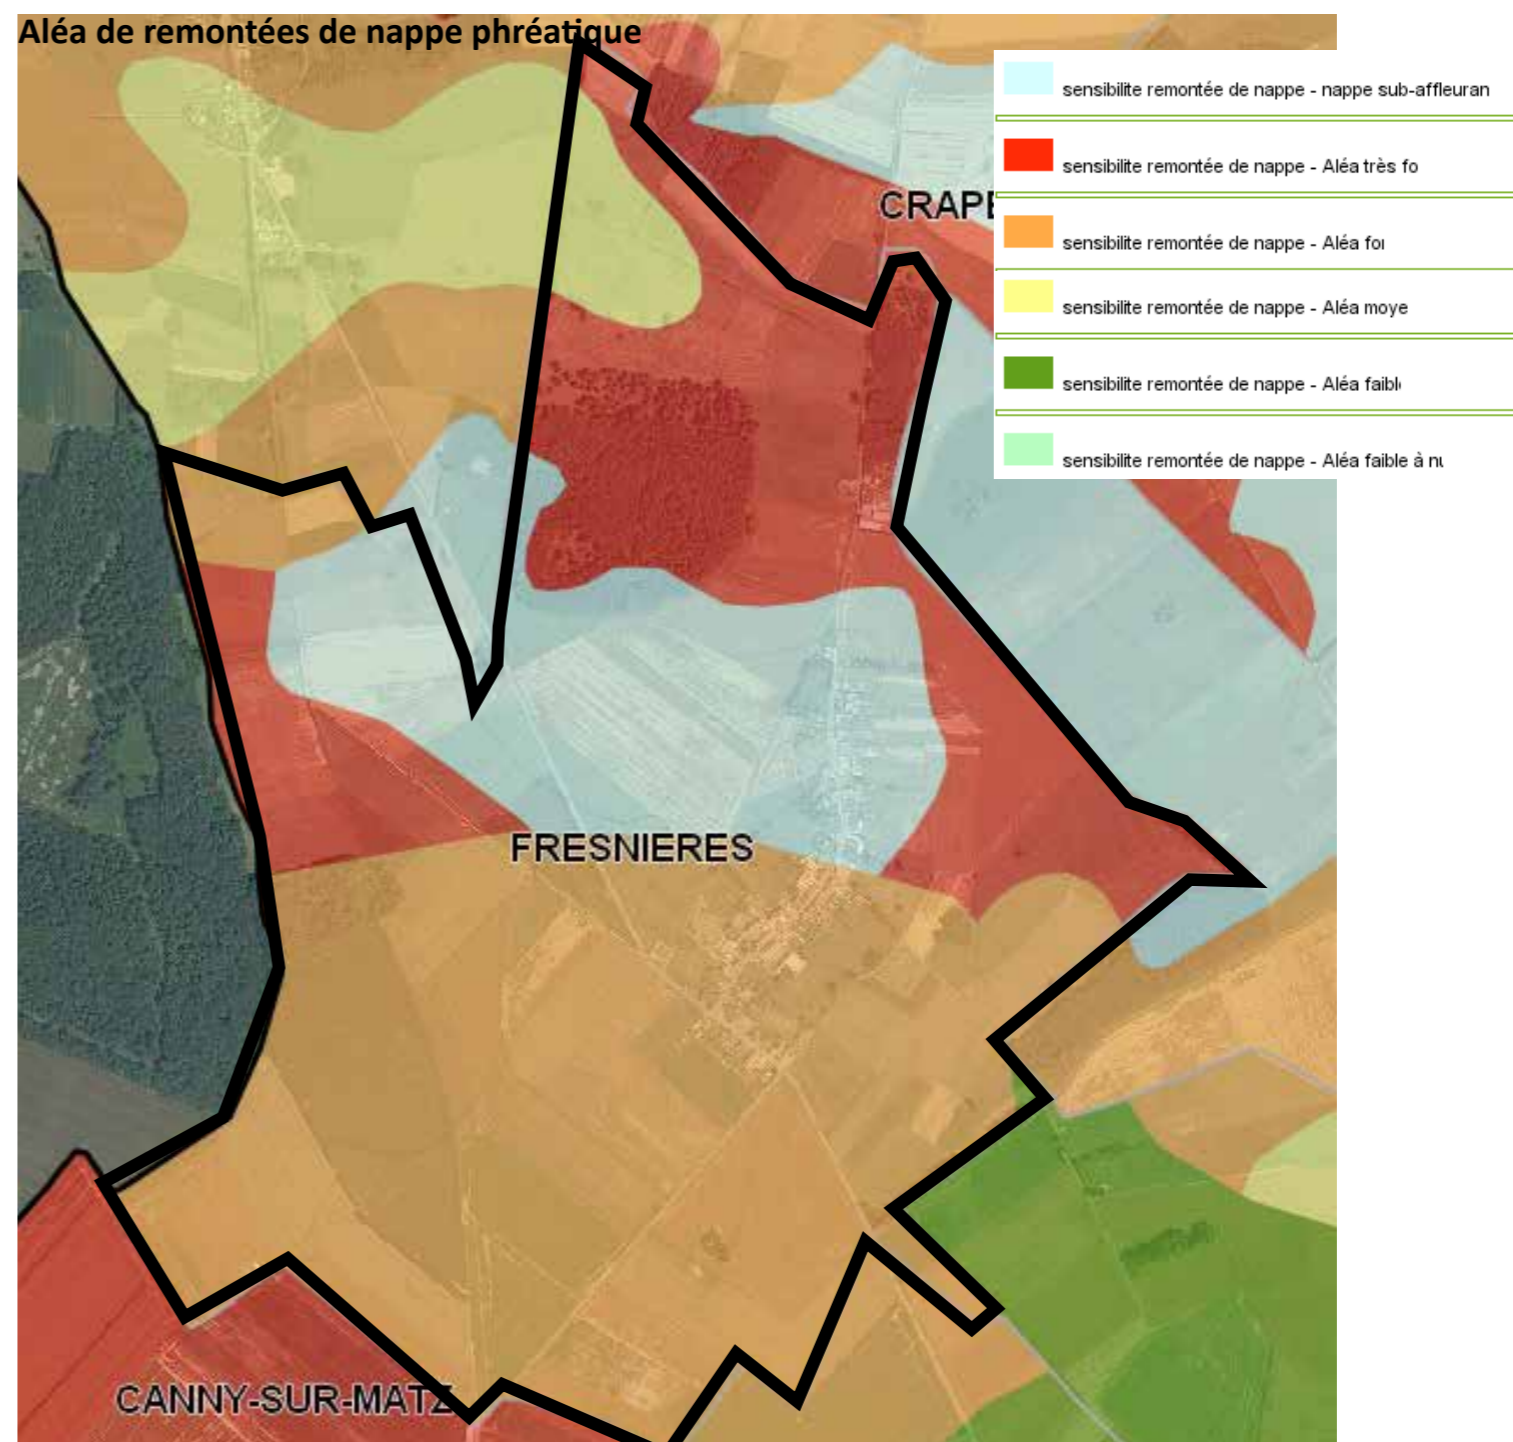 Aléa de remontées de nappe phréatique
sensibilite remontée de nappe - nappe sub-affleuran
sensibilite remontée de nappe - Aléa très fo
CRAPE
sensibilite remontée de nappe - Aléa for
sensibilite remontée de nappe - Aléa moye
sensibilite remontée de nappe - Aléa faibl
sensibilite remontée de nappe - Aléa faible à nu
FRESNIERES
CANNY-SUR-MATZ